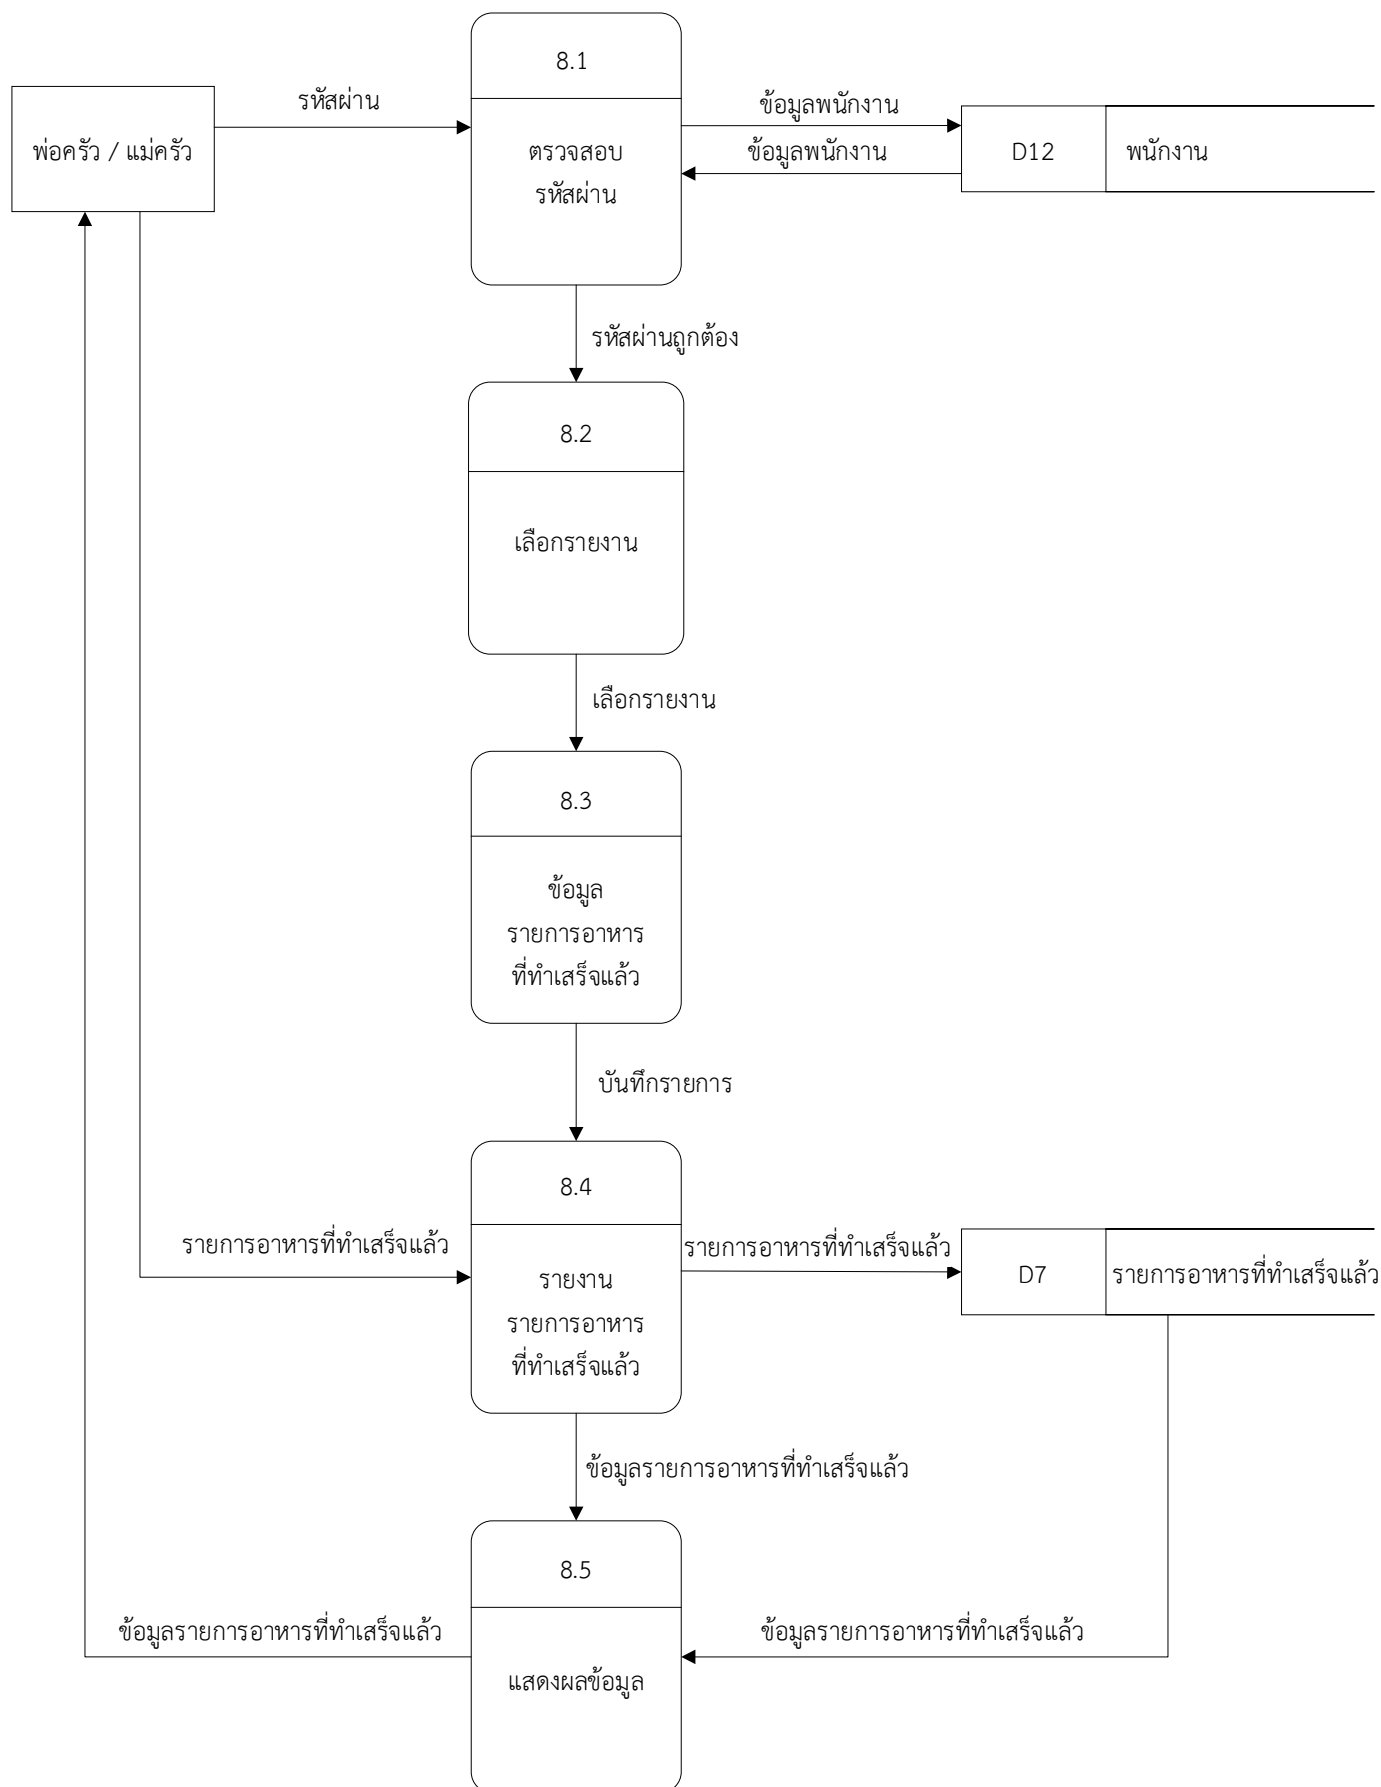 8.1
รหัสผ่าน
ข้อมูลพนักงาน
พ่อครัว / แม่ครัว
ตรวจสอบ
รหัสผ่าน
ข้อมูลพนักงาน
D12
พนักงาน
รหัสผ่านถูกต้อง
8.2
เลือกรายงาน
เลือกรายงาน
8.3
ข้อมูล
รายการอาหาร
ที่ทำเสร็จแล้ว
บันทึกรายการ
8.4
รายการอาหารที่ทำเสร็จแล้ว
รายการอาหารที่ทำเสร็จแล้ว
รายงาน
รายการอาหาร
ที่ทำเสร็จแล้ว
D7
รายการอาหารที่ทำเสร็จแล้ว
ข้อมูลรายการอาหารที่ทำเสร็จแล้ว
8.5
ข้อมูลรายการอาหารที่ทำเสร็จแล้ว
ข้อมูลรายการอาหารที่ทำเสร็จแล้ว
แสดงผลข้อมูล